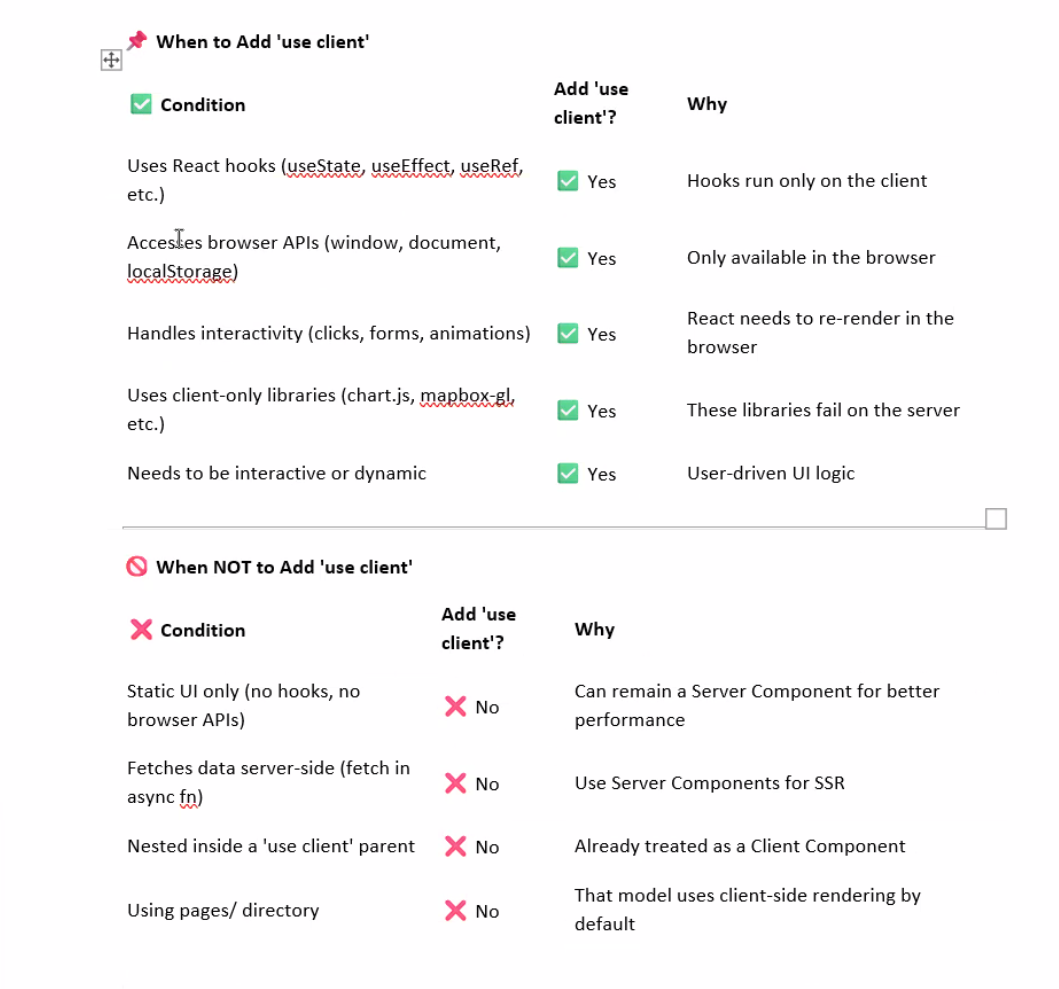 📌 When to Add 'use client'
✅ Condition
Add 'use
client'?
Why
Uses React hooks (useState, useEffect, useRef,
etc.)
✅ Yes
Hooks run only on the client
Accesses browser APIs (window, document,
localStorage)
✅ Yes
Only available in the browser
Handles interactivity (clicks, forms, animations)
✅ Yes
React needs to re-render in the
browser
Uses client-only libraries (chart.js, mapbox-gl,
etc.)
✅ Yes
These libraries fail on the server
Needs to be interactive or dynamic
✅ Yes
User-driven UI logic
🚫 When NOT to Add 'use client'
❌ Condition
Add 'use
client'?
Why
Static UI only (no hooks, no
browser APIs)
❌ No
Can remain a Server Component for better
performance
Fetches data server-side (fetch in
async fn)
❌ No
Use Server Components for SSR
Nested inside a 'use client' parent
❌ No
Already treated as a Client Component
Using pages/ directory
❌ No
That model uses client-side rendering by
default